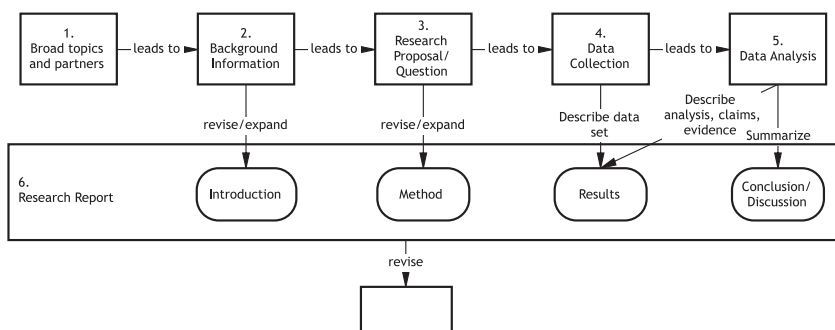 1.
Broad topics
and partners
leads to
2.
Background
Information
leads to
3.
Research
Proposal/
Question
leads to
4.
Data
Collection
leads to
5.
Data Analysis
revise/expand
revise/expand
Describe data
set
Describe
analysis, claims,
evidence
Summarize
6.
Research Report
Introduction
Method
Results
Conclusion/
Discussion
revise